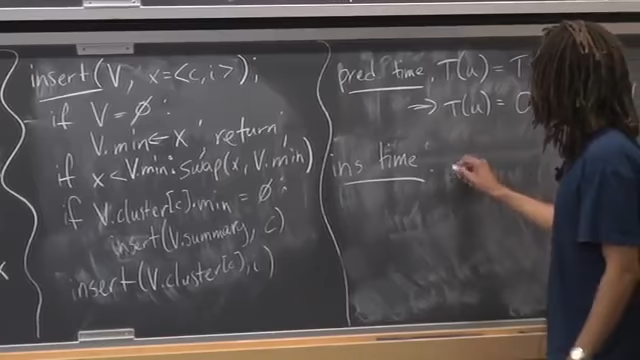 insert(V, x=<c,i>):
if V=∅:
V.min←x; return;
if x<V.min: swap(x, V.min)
if V.cluster[c].min = ∅:
insert(V.summary, c)
insert(V.cluster[c], i)
pred time: T(u) = T
⇒ T(u) = O
ins time: